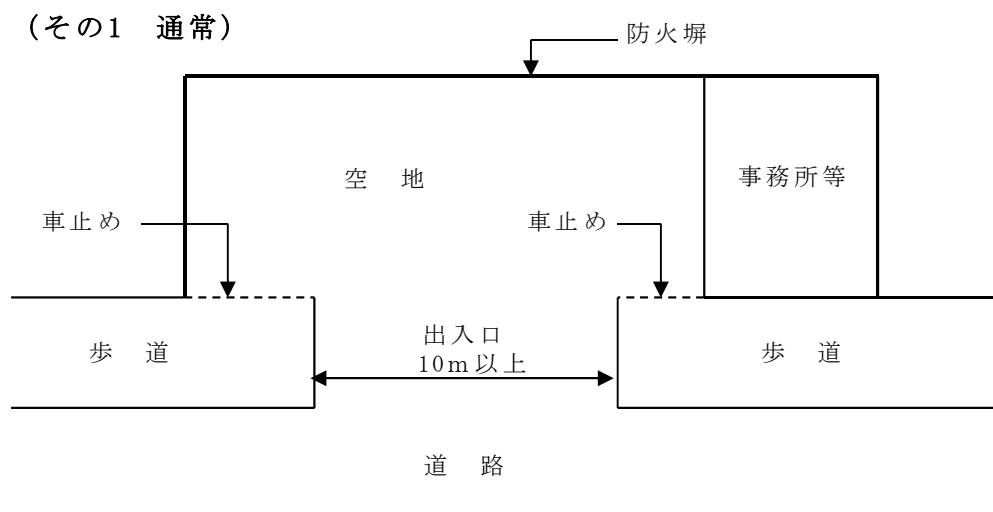 (その1　通常)
防火塀
空　地
事務所等
車止め
車止め
出入口
10m以上
歩　道
歩　道
道　路